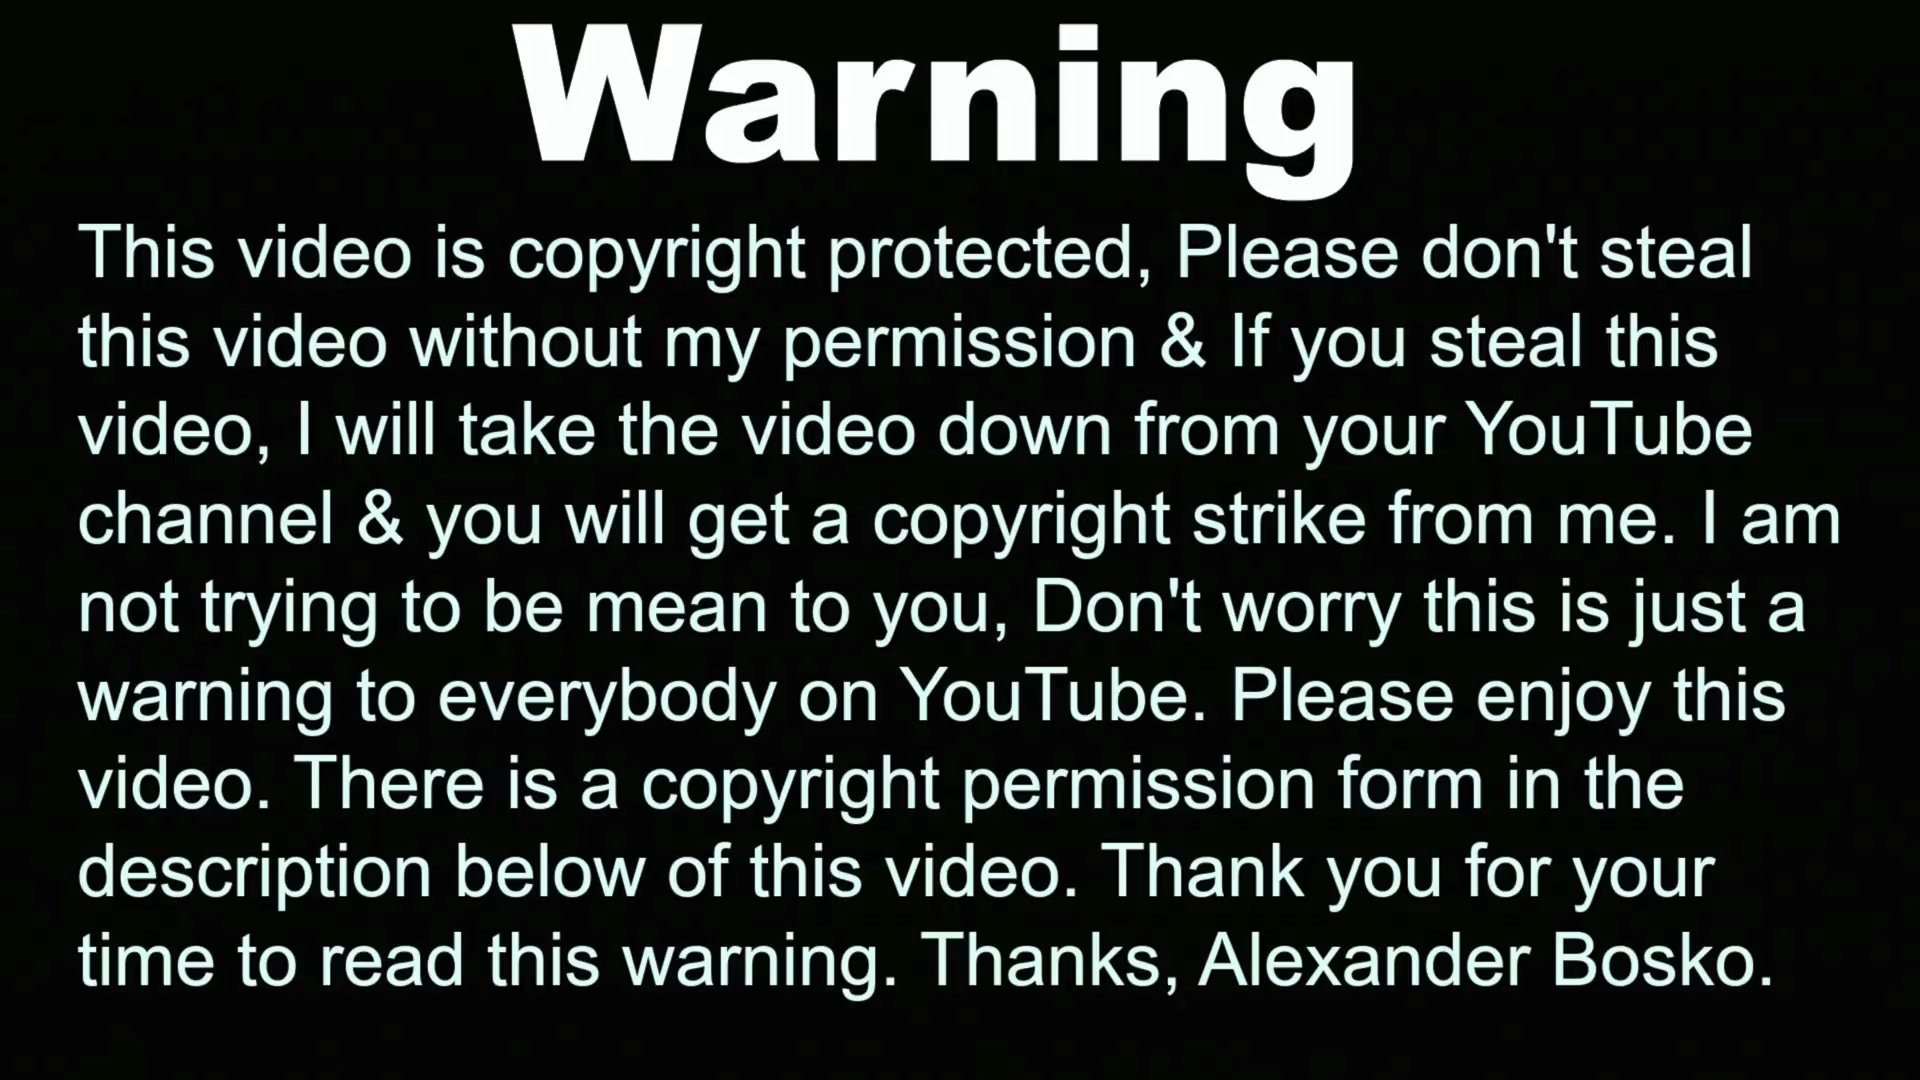 Warning
This video is copyright protected, Please don't steal
this video without my permission & If you steal this
video, I will take the video down from your YouTube
channel & you will get a copyright strike from me. I am
not trying to be mean to you, Don't worry this is just a
warning to everybody on YouTube. Please enjoy this
video. There is a copyright permission form in the
description below of this video. Thank you for your
time to read this warning. Thanks, Alexander Bosko.